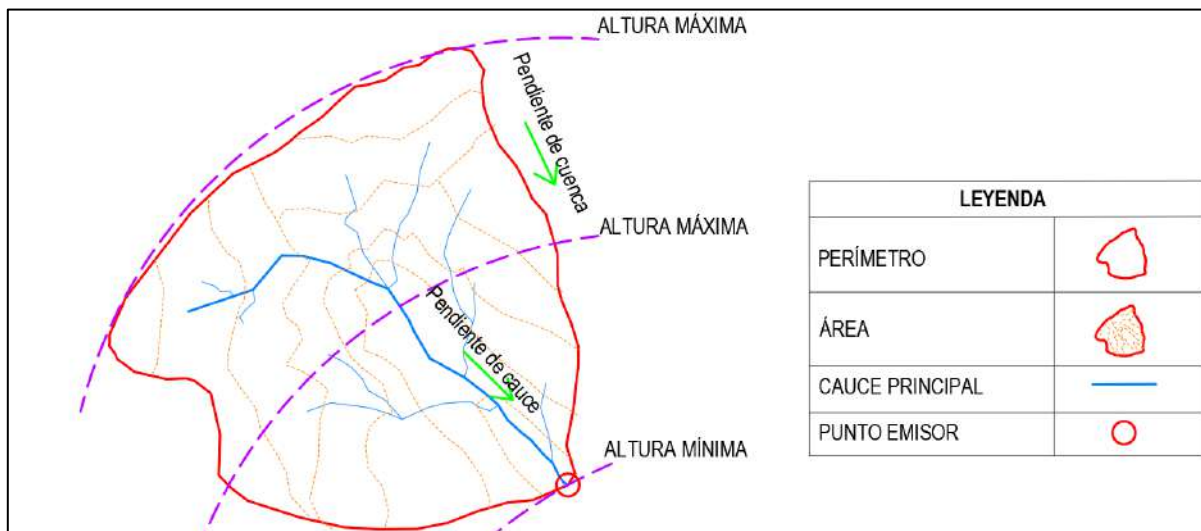 ALTURA MÁXIMA
Pendiente de cuenca
ALTURA MÁXIMA
Pendiente de cauce
ALTURA MÍNIMA
LEYENDA
PERÍMETRO
ÁREA
CAUCE PRINCIPAL
PUNTO EMISOR